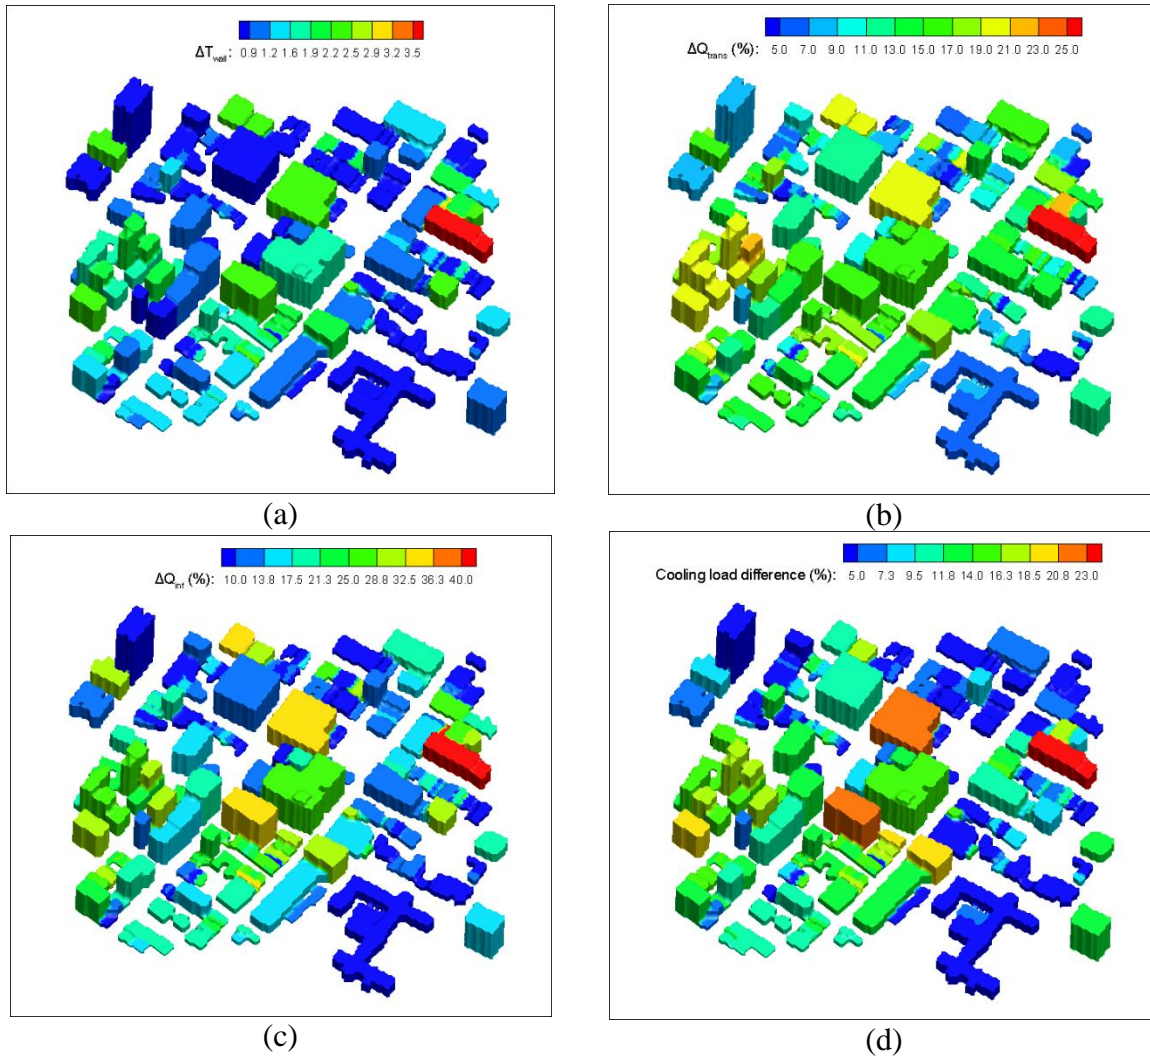 ΔT_wall: 0.9 1.2 1.6 1.9 2.2 2.5 2.9 3.2 3.5
(a)
ΔQ_trans (%): 5.0 7.0 9.0 11.0 13.0 15.0 17.0 19.0 21.0 23.0 25.0
(b)
ΔQ_inf (%): 10.0 13.8 17.5 21.3 25.0 28.8 32.5 36.3 40.0
(c)
Cooling load difference (%): 5.0 7.3 9.5 11.8 14.0 16.3 18.5 20.8 23.0
(d)